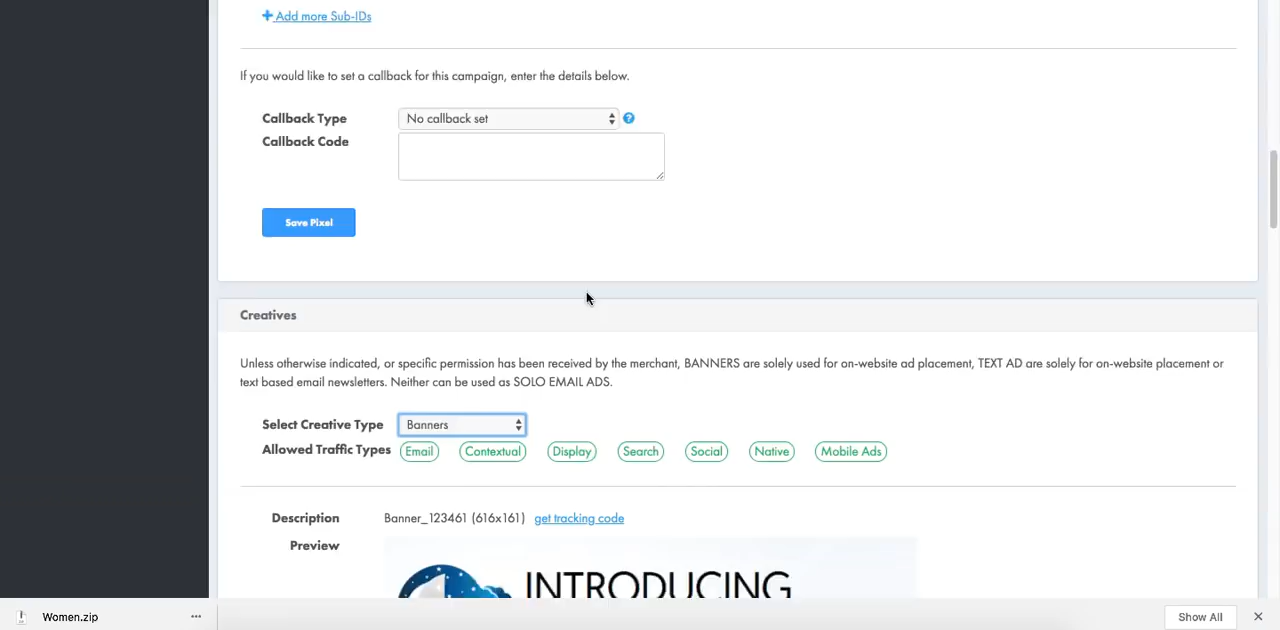 Add more Sub-IDs
If you would like to set a callback for this campaign, enter the details below.
Callback Type No callback set ?
Callback Code
Save Pixel
Creatives
Unless otherwise indicated, or specific permission has been received by the merchant, BANNERS are solely used for on-website ad placement, TEXT AD are solely for on-website placement or
text based email newsletters. Neither can be used as SOLO EMAIL ADS.
Select Creative Type Banners
Allowed Traffic Types Email Contextual Display Search Social Native Mobile Ads
Description Banner_123461 (616x161) get tracking code
Preview
INTRODUCING
Women.zip
Show All